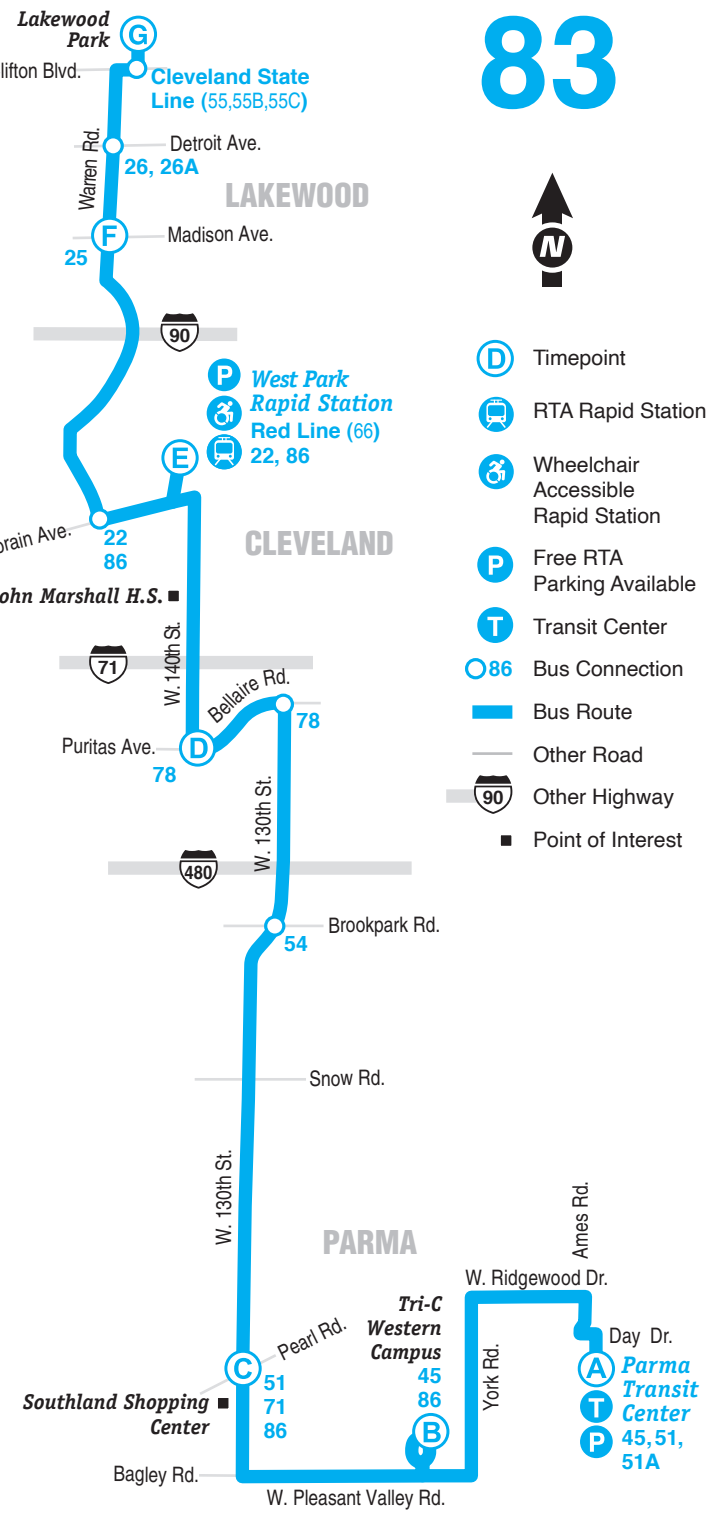 Lakewood
Park
G
83
lifton Blvd.
Cleveland State
Line (55,55B,55C)
Warren Rd.
Detroit Ave.
26, 26A
LAKEWOOD
F
Madison Ave.
25
N
90
P
West Park
Rapid Station
Red Line (66)
22, 86
E
D
Timepoint
RTA Rapid Station
Wheelchair
Accessible
Rapid Station
P
Free RTA
Parking Available
T
Transit Center
86
Bus Connection
Bus Route
Other Road
90
Other Highway
Point of Interest
orain Ave.
22
86
CLEVELAND
ohn Marshall H.S.
W. 140th St.
71
Bellaire Rd.
78
Puritas Ave.
D
78
W. 130th St.
480
Brookpark Rd.
54
Snow Rd.
W. 130th St.
PARMA
Ames Rd.
W. Ridgewood Dr.
Tri-C
Western
Campus
45
86
B
York Rd.
Day Dr.
A
Parma
Transit
Center
T
P
45,51,
51A
Pearl Rd.
C
51
71
86
Southland Shopping
Center
Bagley Rd.
W. Pleasant Valley Rd.